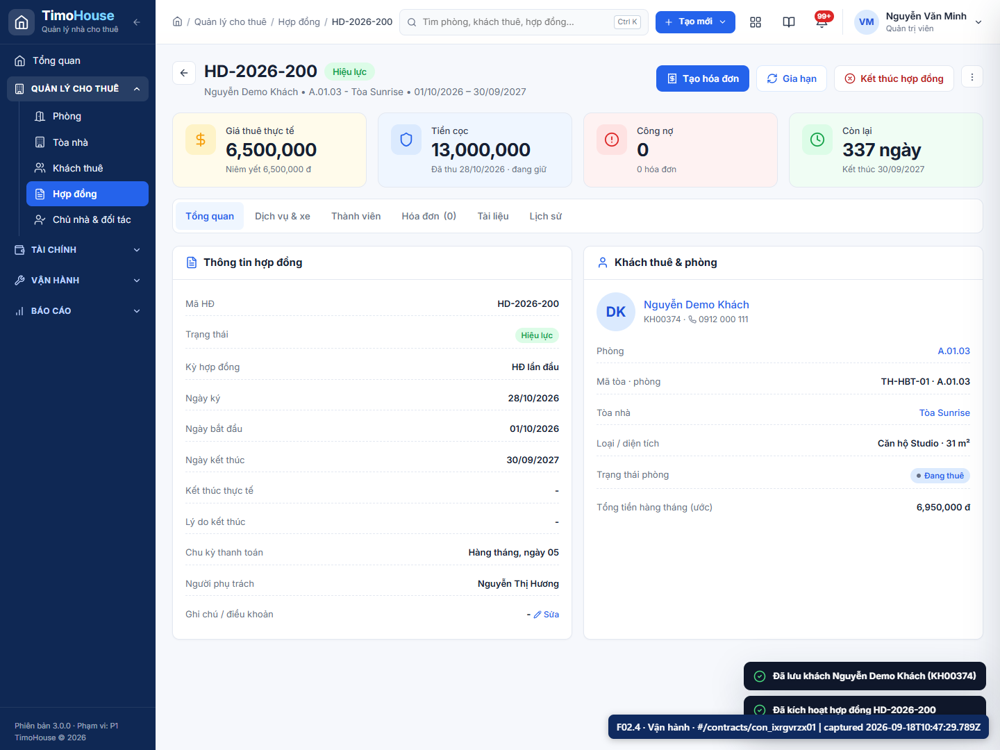 TimoHouse
Quản lý nhà cho thuê
Tổng quan
QUẢN LÝ CHO THUÊ
Phòng
Tòa nhà
Khách thuê
Hợp đồng
Chủ nhà & đối tác
TÀI CHÍNH
VẬN HÀNH
BÁO CÁO
Phiên bản 3.0.0 · Phạm vi: P1
TimoHouse © 2026
/ Quản lý cho thuê / Hợp đồng / HD-2026-200
Tìm phòng, khách thuê, hợp đồng... Ctrl K
Tạo mới
99+
VM
Nguyễn Văn Minh
Quản trị viên
HD-2026-200 Hiệu lực
Nguyễn Demo Khách • A.01.03 - Tòa Sunrise • 01/10/2026 – 30/09/2027
Tạo hóa đơn
Gia hạn
Kết thúc hợp đồng
Giá thuê thực tế
6,500,000
Niêm yết 6,500,000 đ
Tiền cọc
13,000,000
Đã thu 28/10/2026 · đang giữ
Công nợ
0
0 hóa đơn
Còn lại
337 ngày
Kết thúc 30/09/2027
Tổng quan Dịch vụ & xe Thành viên Hóa đơn (0) Tài liệu Lịch sử
Thông tin hợp đồng
Mã HĐ HD-2026-200
Trạng thái Hiệu lực
Kỳ hợp đồng HĐ lần đầu
Ngày ký 28/10/2026
Ngày bắt đầu 01/10/2026
Ngày kết thúc 30/09/2027
Kết thúc thực tế -
Lý do kết thúc -
Chu kỳ thanh toán Hàng tháng, ngày 05
Người phụ trách Nguyễn Thị Hương
Ghi chú / điều khoản - Sửa
Khách thuê & phòng
DK
Nguyễn Demo Khách
KH00374 · 0912 000 111
Phòng A.01.03
Mã tòa · phòng TH-HBT-01 · A.01.03
Tòa nhà Tòa Sunrise
Loại / diện tích Căn hộ Studio · 31 m²
Trạng thái phòng Đang thuê
Tổng tiền hàng tháng (ước) 6,950,000 đ
Đã lưu khách Nguyễn Demo Khách (KH00374)
Đã kích hoạt hợp đồng HD-2026-200
F02.4 · Vận hành · #/contracts/con_ixrgvrzx01 | captured 2026-09-18T10:47:29.789Z